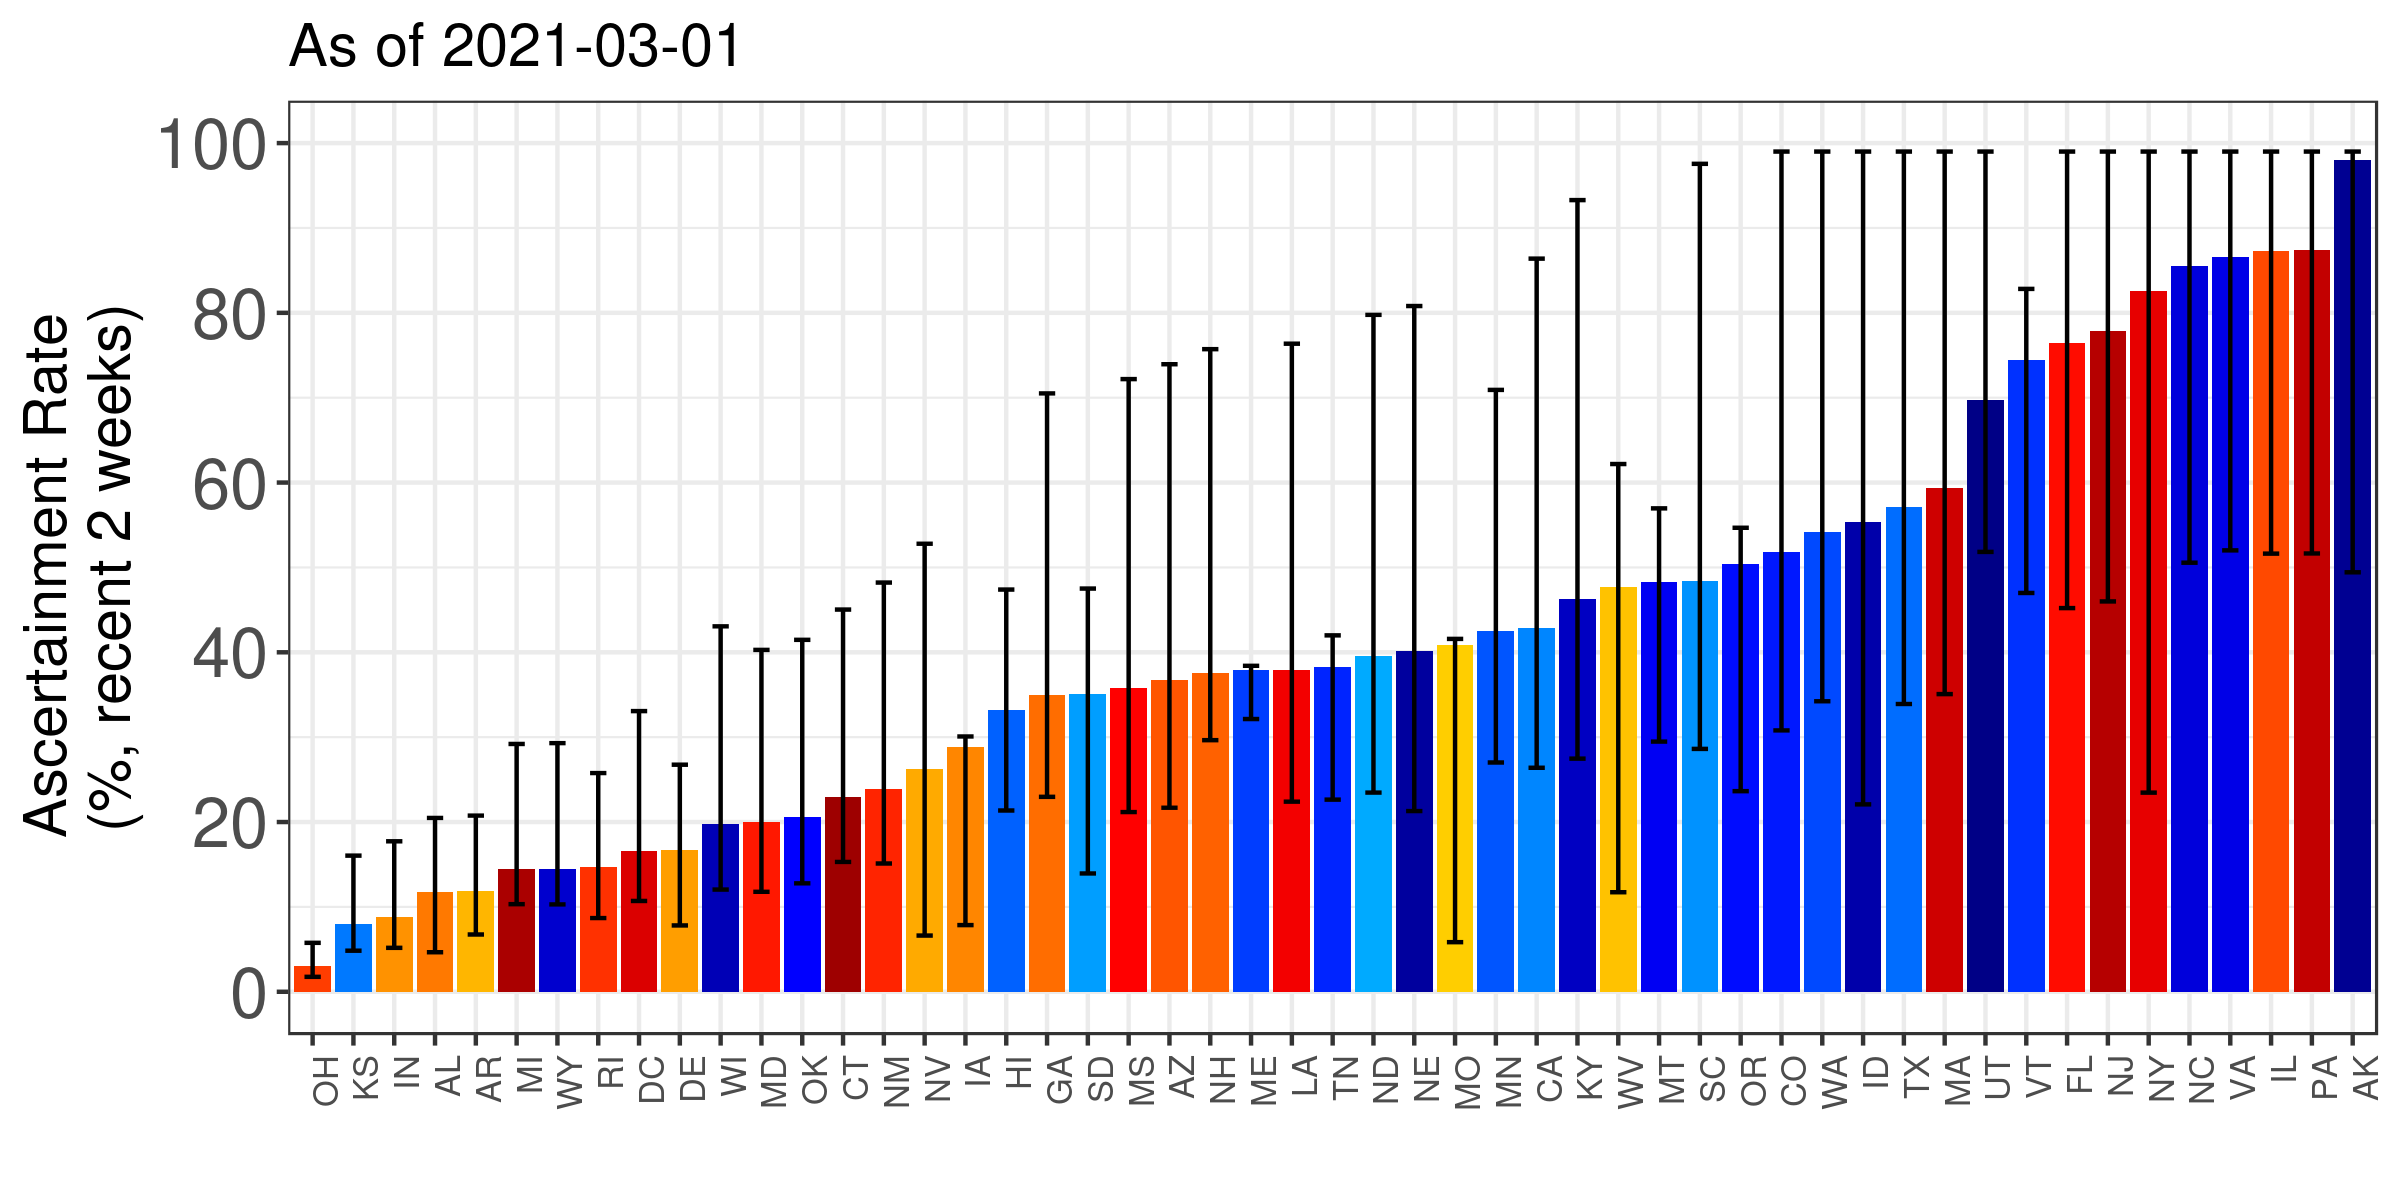 As of 2021-03-01
Ascertainment Rate
(%, recent 2 weeks)
100
80
60
40
20
0
OH KS IN AL AR MI WY RI DC DE WI MD OK CT NM NV IA HI GA SD MS AZ NH ME LA TN ND NE MO MN CA KY WV MT SC OR CO WA ID TX MA UT VT FL NJ NY NC VA IL PA AK